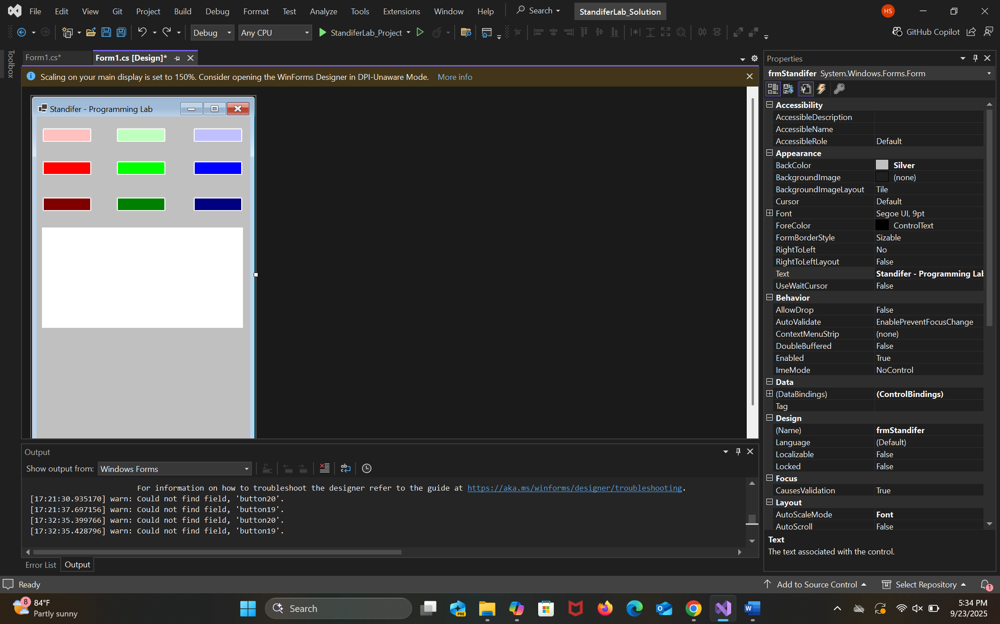 File Edit View Git Project Build Debug Format Test Analyze Tools Extensions Window Help Search StandiferLab_Solution HS
Debug Any CPU StandiferLab_Project GitHub Copilot
Toolbox
Form1.cs* Form1.cs [Design]*
Scaling on your main display is set to 150%. Consider opening the WinForms Designer in DPI-Unaware Mode. More info
Standifer - Programming Lab
Output
Show output from: Windows Forms
For information on how to troubleshoot the designer refer to the guide at https://aka.ms/winforms/designer/troubleshooting.
[17:21:30.935170] warn: Could not find field, 'button20'.
[17:21:37.697156] warn: Could not find field, 'button19'.
[17:32:35.399766] warn: Could not find field, 'button20'.
[17:32:35.428796] warn: Could not find field, 'button19'.
Error List Output
Properties
frmStandifer System.Windows.Forms.Form
Accessibility
AccessibleDescription
AccessibleName
AccessibleRole Default
Appearance
BackColor Silver
BackgroundImage (none)
BackgroundImageLayout Tile
Cursor Default
Font Segoe UI, 9pt
ForeColor ControlText
FormBorderStyle Sizable
RightToLeft No
RightToLeftLayout False
Text Standifer - Programming Lab
UseWaitCursor False
Behavior
AllowDrop False
AutoValidate EnablePreventFocusChange
ContextMenuStrip (none)
DoubleBuffered False
Enabled True
ImeMode NoControl
Data
(DataBindings) (ControlBindings)
Tag
Design
(Name) frmStandifer
Language (Default)
Localizable False
Locked False
Focus
CausesValidation True
Layout
AutoScaleMode Font
AutoScroll False
Text
The text associated with the control.
Ready Add to Source Control Select Repository 1
8 84°F
Partly sunny
Search
PRE
5:34 PM
9/23/2025